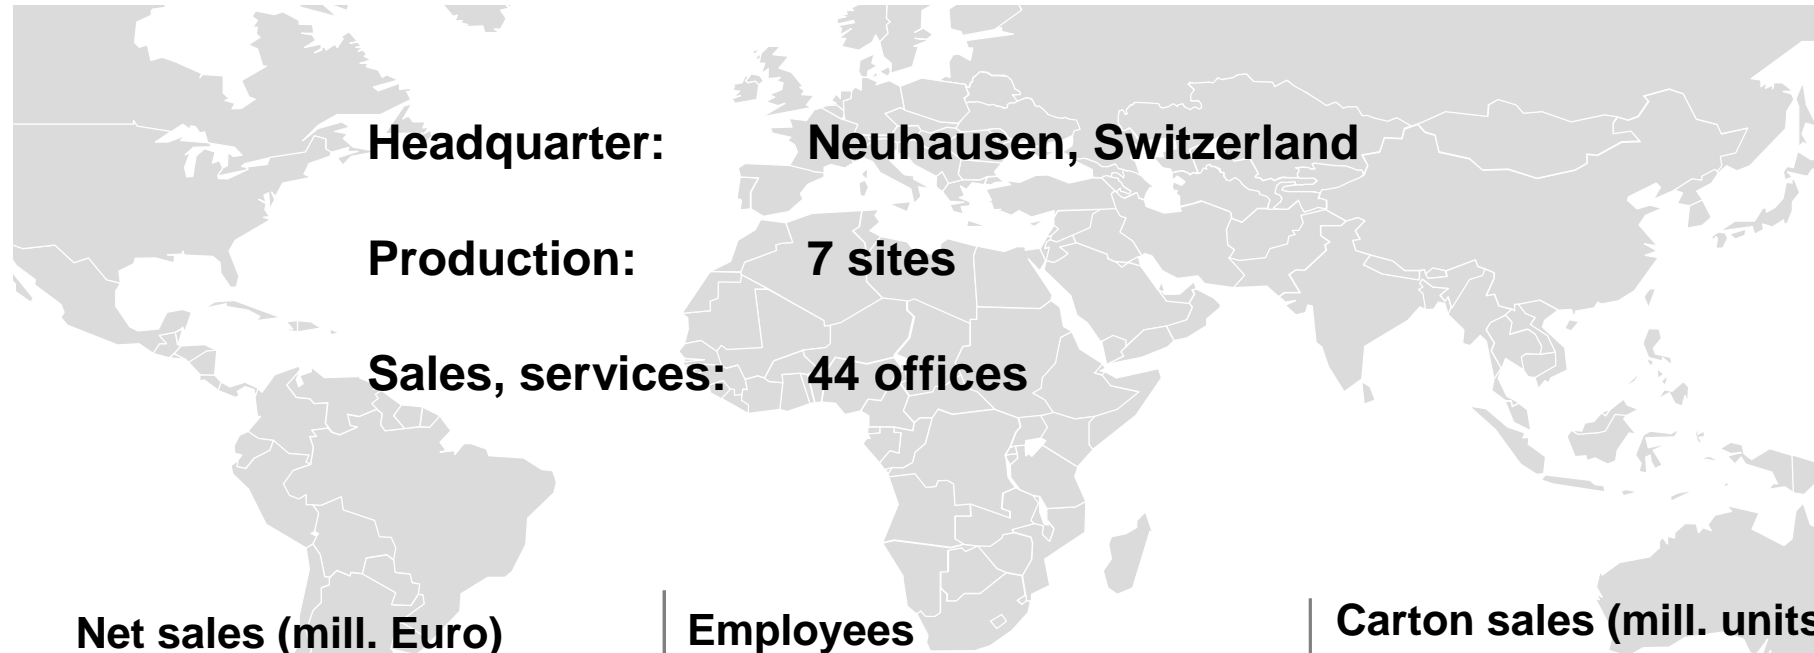 Headquarter: Neuhausen, Switzerland
Production: 7 sites
Sales, services: 44 offices
Net sales (mill. Euro)
Employees
Carton sales (mill. units